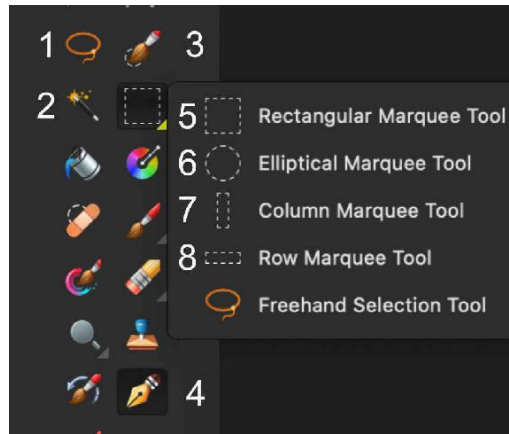 1 3
2 5 Rectangular Marquee Tool
6 Elliptical Marquee Tool
7 Column Marquee Tool
8 Row Marquee Tool
Freehand Selection Tool
4